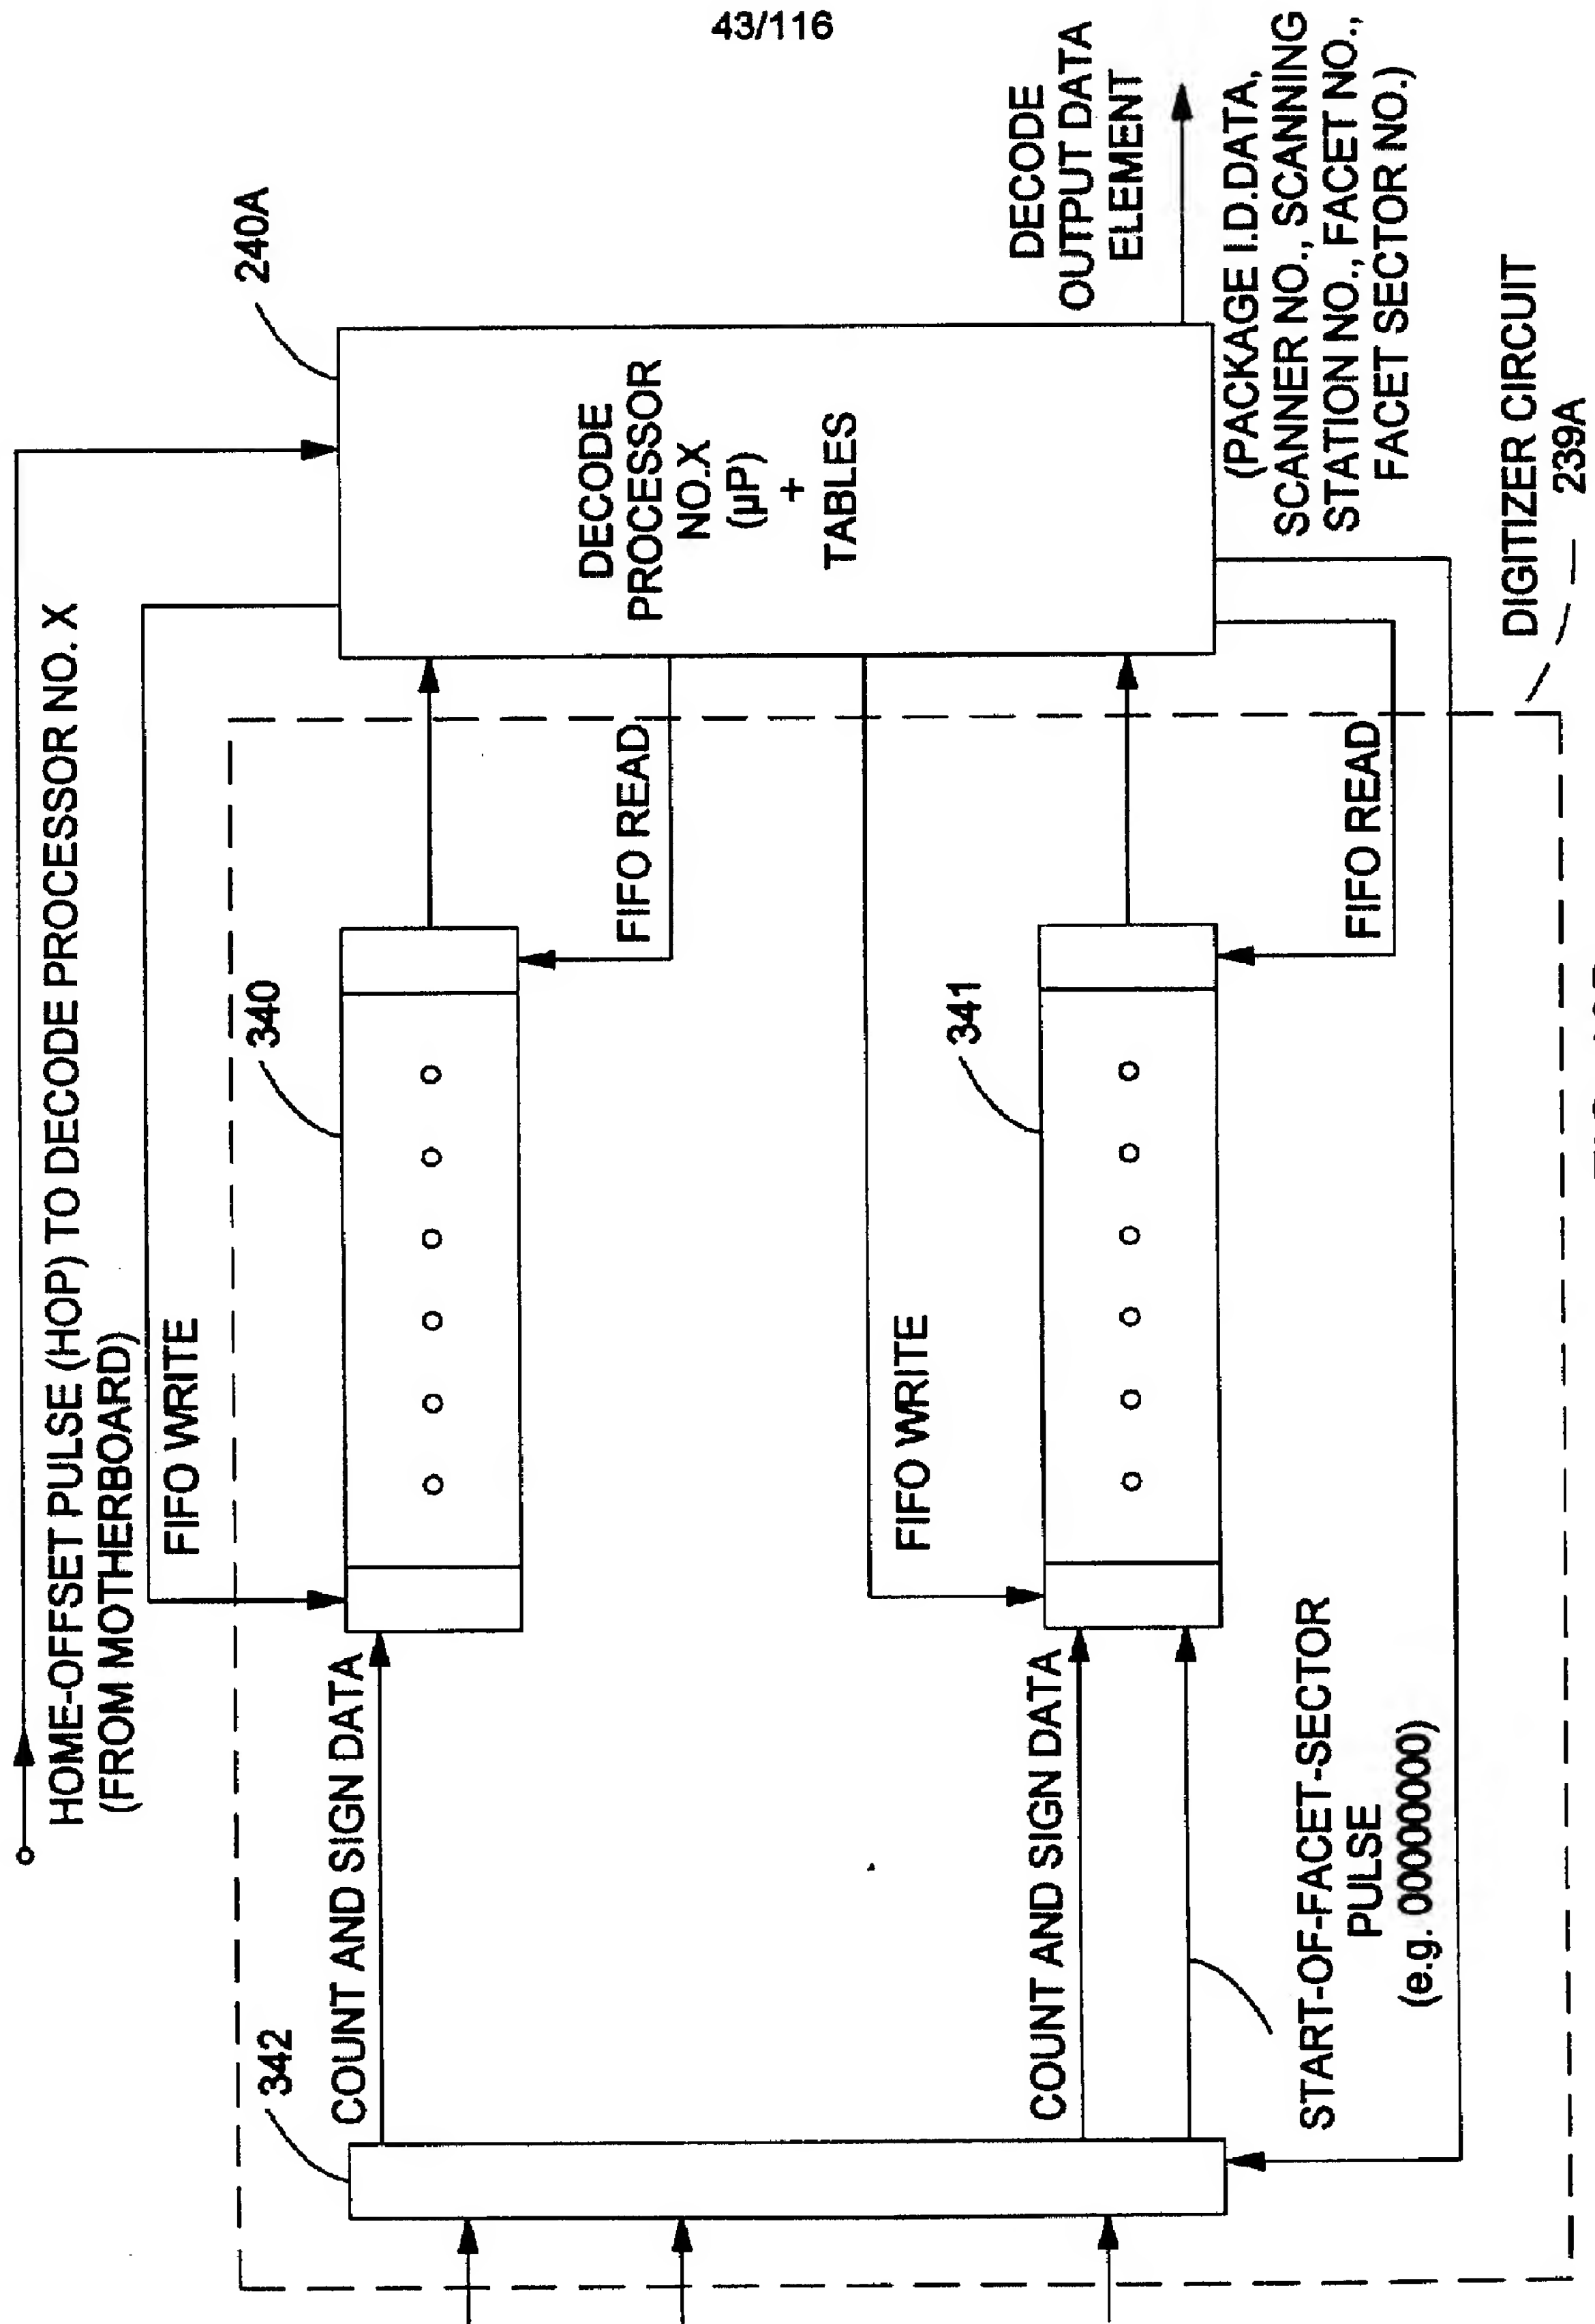 43/116
HOME-OFFSET PULSE (HOP) TO DECODE PROCESSOR NO. X
(FROM MOTHERBOARD)
FIFO WRITE
240A
340
342
COUNT AND SIGN DATA
FIFO READ
DECODE
PROCESSOR
NO.X
(µP)
+
TABLES
DECODE
OUTPUT DATA
ELEMENT
(PACKAGE I.D.DATA,
SCANNER NO., SCANNING
STATION NO., FACET NO.,
FACET SECTOR NO.)
FIFO WRITE
341
COUNT AND SIGN DATA
START-OF-FACET-SECTOR
PULSE
(e.g. 0000000)
FIFO READ
DIGITIZER CIRCUIT
239A